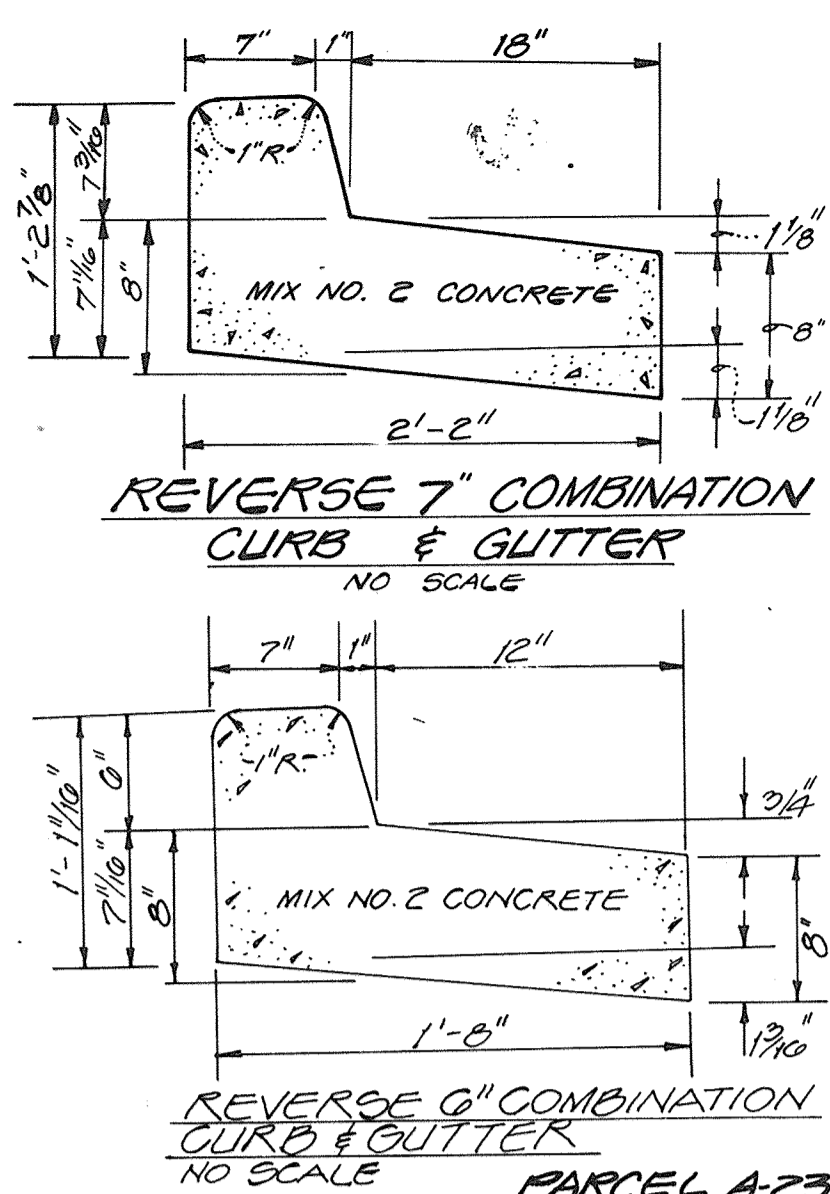 7" 1" 18"
1'-2 7/8"
7 3/16"
7 11/16"
8"
1"R.
MIX NO. 2 CONCRETE
1 1/8"
8"
1 1/8"
2'-2"
REVERSE 7" COMBINATION
CURB & GUTTER
NO SCALE
7" 1" 12"
1'-1 11/16"
6"
7 11/16"
8"
1"R.
MIX NO. 2 CONCRETE
3/4"
8"
1 3/16"
1'-8"
REVERSE 6" COMBINATION
CURB & GUTTER
NO SCALE
PARCEL A-23